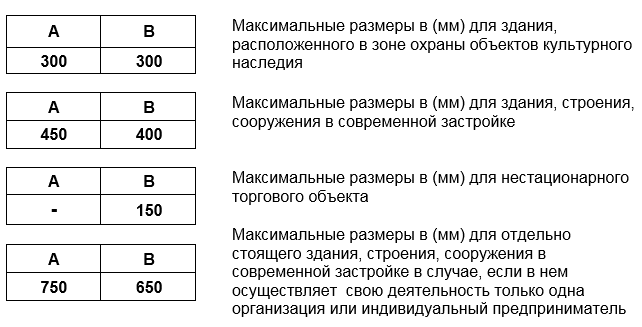 А В
300 300
Максимальные размеры в (мм) для здания,
расположенного в зоне охраны объектов культурного
наследия
А В
450 400
Максимальные размеры в (мм) для здания, строения,
сооружения в современной застройке
А В
- 150
Максимальные размеры в (мм) для нестационарного
торгового объекта
А В
750 650
Максимальные размеры в (мм) для отдельно
стоящего здания, строения, сооружения в
современной застройке в случае, если в нем
осуществляет свою деятельность только одна
организация или индивидуальный предприниматель